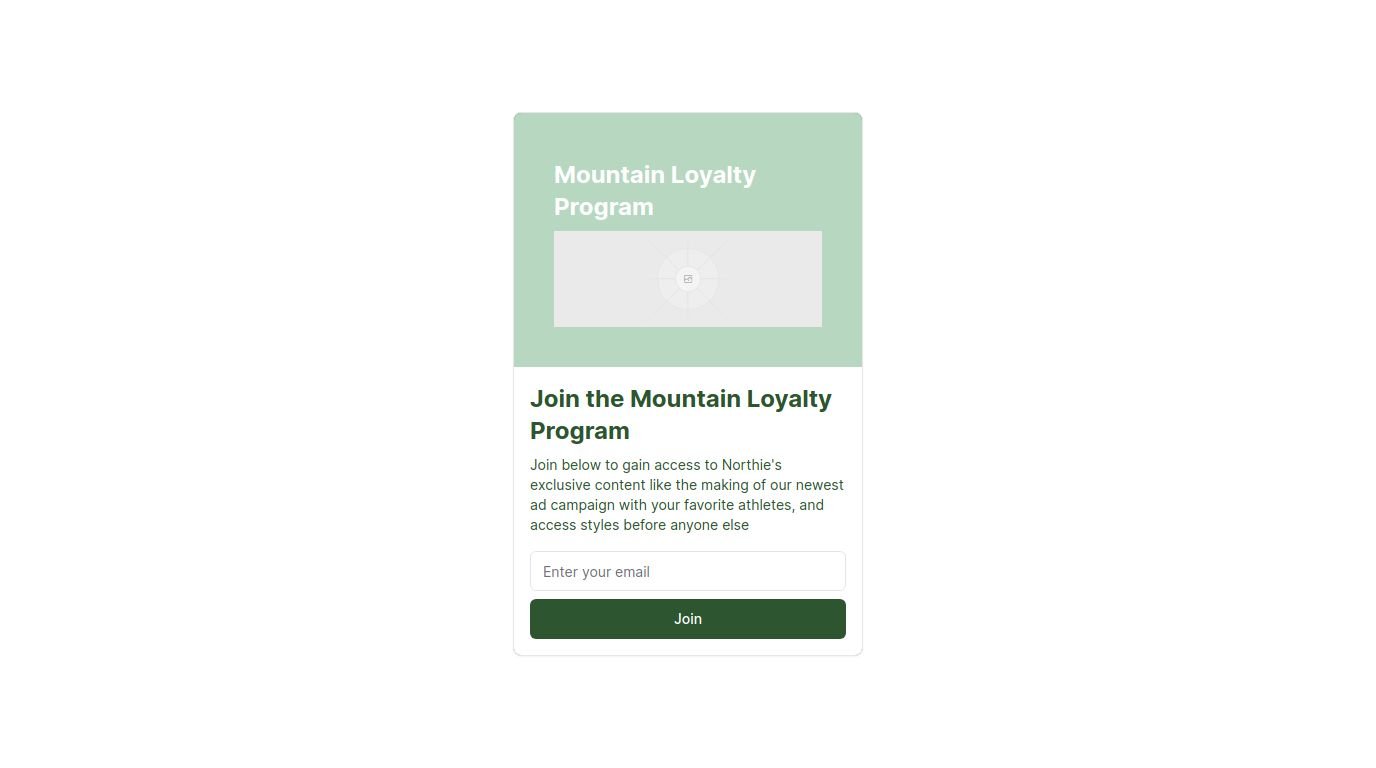 Mountain Loyalty
Program
Join the Mountain Loyalty
Program
Join below to gain access to Northie's
exclusive content like the making of our newest
ad campaign with your favorite athletes, and
access styles before anyone else
Enter your email
Join